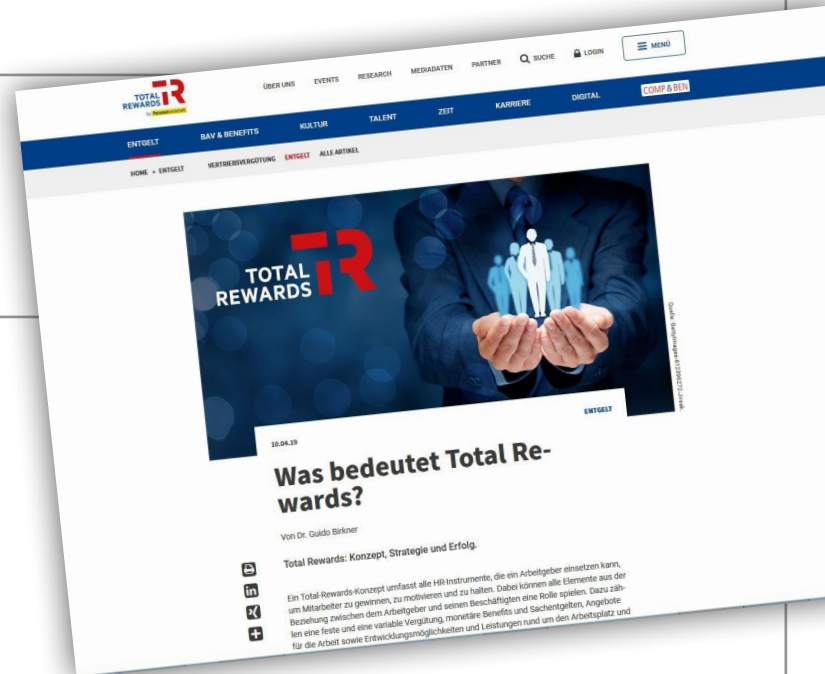 TOTAL
REWARDS TR
by Personalwirtschaft
ÜBER UNS EVENTS RESEARCH MEDIADATEN PARTNER SUCHE LOGIN MENÜ
ENTGELT BAV & BENEFITS KULTUR TALENT ZEIT KARRIERE DIGITAL COMP & BEN
HOME » ENTGELT VERTRIEBSVERGÜTUNG ENTGELT ALLE ARTIKEL
TOTAL
REWARDS TR
10.04.19
ENTGELT
Was bedeutet Total Re-
wards?
Von Dr. Guido Birkner
Total Rewards: Konzept, Strategie und Erfolg.
Ein Total-Rewards-Konzept umfasst alle HR-Instrumente, die ein Arbeitgeber einsetzen kann,
um Mitarbeiter zu gewinnen, zu motivieren und zu halten. Dabei können alle Elemente aus der
Beziehung zwischen dem Arbeitgeber und seinen Beschäftigten eine Rolle spielen. Dazu zäh-
len eine feste und eine variable Vergütung, monetäre Benefits und Sachentgelten, Angebote
für die Arbeit sowie Entwicklungsmöglichkeiten und Leistungen rund um den Arbeitsplatz und